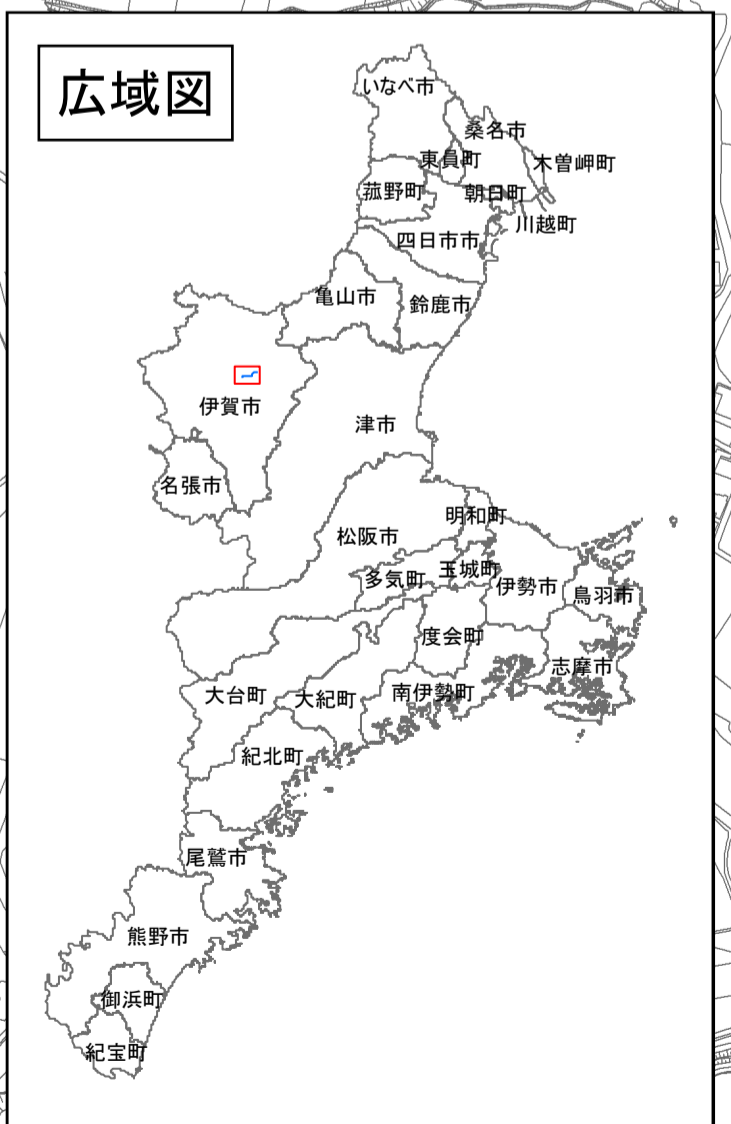 広域図
いなべ市
桑名市
東員町
木曽岬町
菰野町
朝日町
川越町
四日市市
亀山市
鈴鹿市
伊賀市
津市
名張市
明和町
松阪市
多気町
玉城町
伊勢市
鳥羽市
度会町
志摩市
大台町
大紀町
南伊勢町
紀北町
尾鷲市
熊野市
御浜町
紀宝町